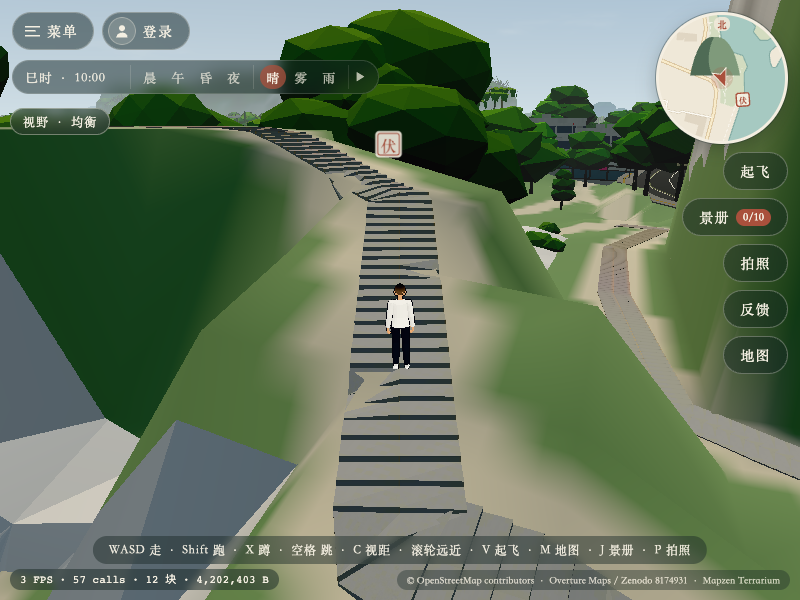 菜单
登录
北
巳时 · 10:00 晨 午 昏 夜 晴 雾 雨
伏
视野 · 均衡
伏
起飞
景册 0/10
拍照
反馈
地图
WASD 走 · Shift 跑 · X 蹲 · 空格 跳 · C 视距 · 滚轮远近 · V 起飞 · M 地图 · J 景册 · P 拍照
3 FPS · 57 calls · 12 块 · 4,202,403 B
© OpenStreetMap contributors · Overture Maps / Zenodo 8174931 · Mapzen Terrarium